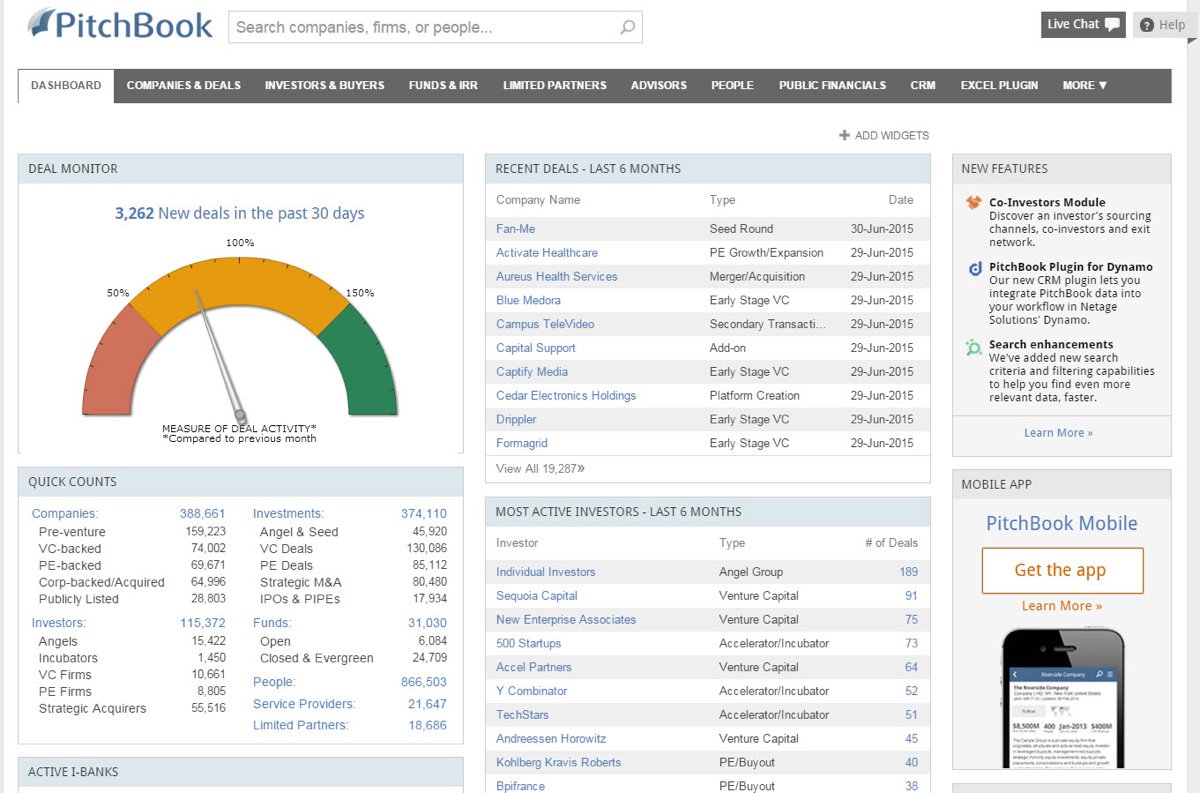 PitchBook
Search companies, firms, or people...
Live Chat
Help
DASHBOARD COMPANIES & DEALS INVESTORS & BUYERS FUNDS & IRR LIMITED PARTNERS ADVISORS PEOPLE PUBLIC FINANCIALS CRM EXCEL PLUGIN MORE ▼
ADD WIDGETS
DEAL MONITOR
3,262 New deals in the past 30 days
100%
50%
150%
MEASURE OF DEAL ACTIVITY*
*Compared to previous month
QUICK COUNTS
Companies: 388,661
Pre-venture 159,223
VC-backed 74,002
PE-backed 69,671
Corp-backed/Acquired 64,996
Publicly Listed 28,803
Investors: 115,372
Angels 15,422
Incubators 1,450
VC Firms 10,661
PE Firms 8,805
Strategic Acquirers 55,516
Investments: 374,110
Angel & Seed 45,920
VC Deals 130,086
PE Deals 85,112
Strategic M&A 80,480
IPOs & PIPEs 17,934
Funds: 31,030
Open 6,084
Closed & Evergreen 24,709
People: 866,503
Service Providers: 21,647
Limited Partners: 18,686
ACTIVE I-BANKS
RECENT DEALS - LAST 6 MONTHS
Company Name Type Date
Fan-Me Seed Round 30-Jun-2015
Activate Healthcare PE Growth/Expansion 29-Jun-2015
Aureus Health Services Merger/Acquisition 29-Jun-2015
Blue Medora Early Stage VC 29-Jun-2015
Campus TeleVideo Secondary Transacti... 29-Jun-2015
Capital Support Add-on 29-Jun-2015
Captify Media Early Stage VC 29-Jun-2015
Cedar Electronics Holdings Platform Creation 29-Jun-2015
Drippler Early Stage VC 29-Jun-2015
Formagrid Early Stage VC 29-Jun-2015
View All 19,287»
MOST ACTIVE INVESTORS - LAST 6 MONTHS
Investor Type # of Deals
Individual Investors Angel Group 189
Sequoia Capital Venture Capital 91
New Enterprise Associates Venture Capital 75
500 Startups Accelerator/Incubator 73
Accel Partners Venture Capital 64
Y Combinator Accelerator/Incubator 52
TechStars Accelerator/Incubator 51
Andreessen Horowitz Venture Capital 45
Kohlberg Kravis Roberts PE/Buyout 40
Bpifrance PE/Buyout 38
NEW FEATURES
Co-Investors Module
Discover an investor's sourcing
channels, co-investors and exit
network.
PitchBook Plugin for Dynamo
Our new CRM plugin lets you
integrate PitchBook data into
your workflow in Netage
Solutions' Dynamo.
Search enhancements
We've added new search
criteria and filtering capabilities
to help you find even more
relevant data, faster.
Learn More »
MOBILE APP
PitchBook Mobile
Get the app
Learn More »
Riverside Company
The Riverside Company
Follow
$8,500M 400 Jan-2013 $400M